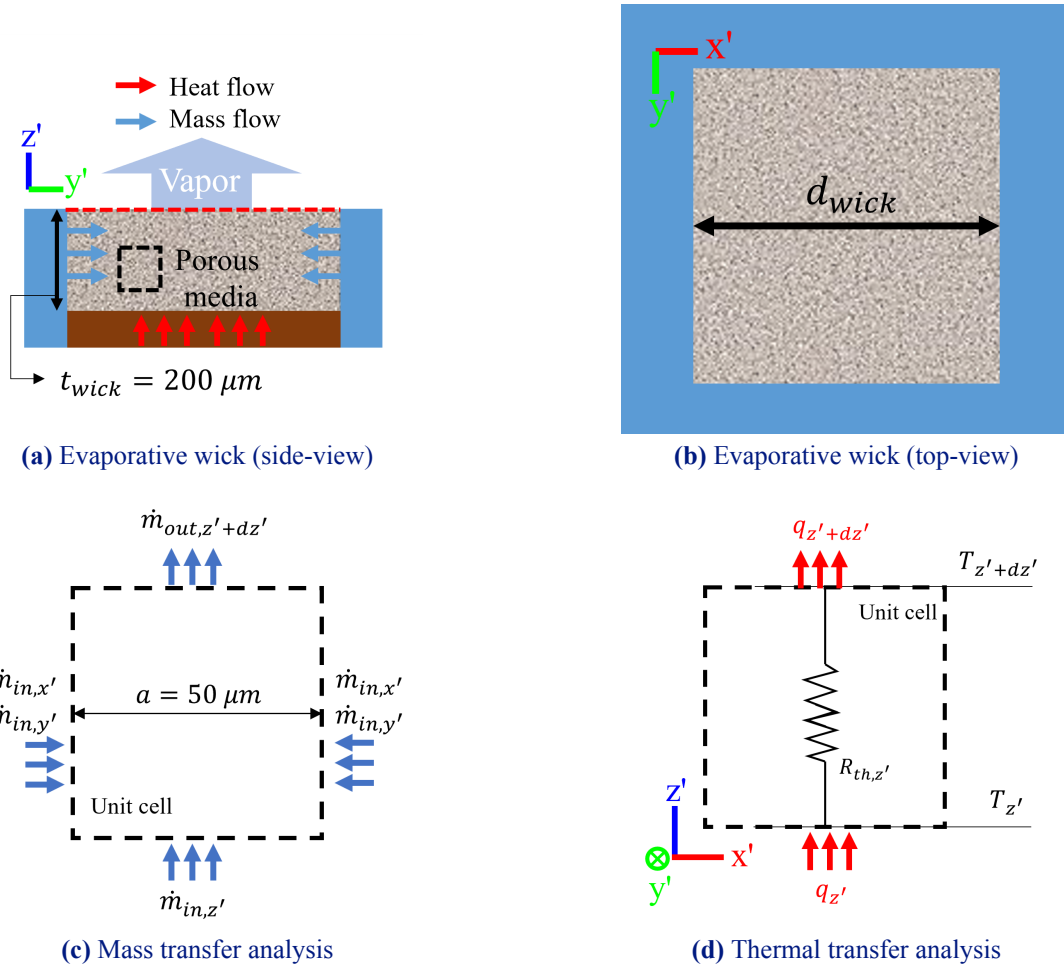 Heat flow
Mass flow
z'
y'
Vapor
Porous
media
t_wick = 200 μm
(a) Evaporative wick (side-view)
x'
y'
d_wick
(b) Evaporative wick (top-view)
ṁ_out,z'+dz'
ṁ_in,x'
ṁ_in,y'
a = 50 μm
ṁ_in,x'
ṁ_in,y'
Unit cell
ṁ_in,z'
(c) Mass transfer analysis
q_z'+dz'
T_z'+dz'
Unit cell
R_th,z'
T_z'
z'
x'
y'
q_z'
(d) Thermal transfer analysis